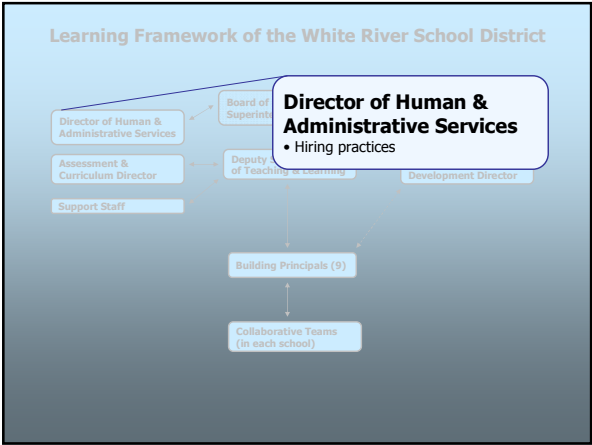 Learning Framework of the White River School District
Director of Human &
Administrative Services
• Hiring practices
Board of
Director of Human &
Administrative Services
Assessment &
Curriculum Director
Deputy
of Teaching & Learning
Development Director
Support Staff
Building Principals (9)
Collaborative Teams
(in each school)